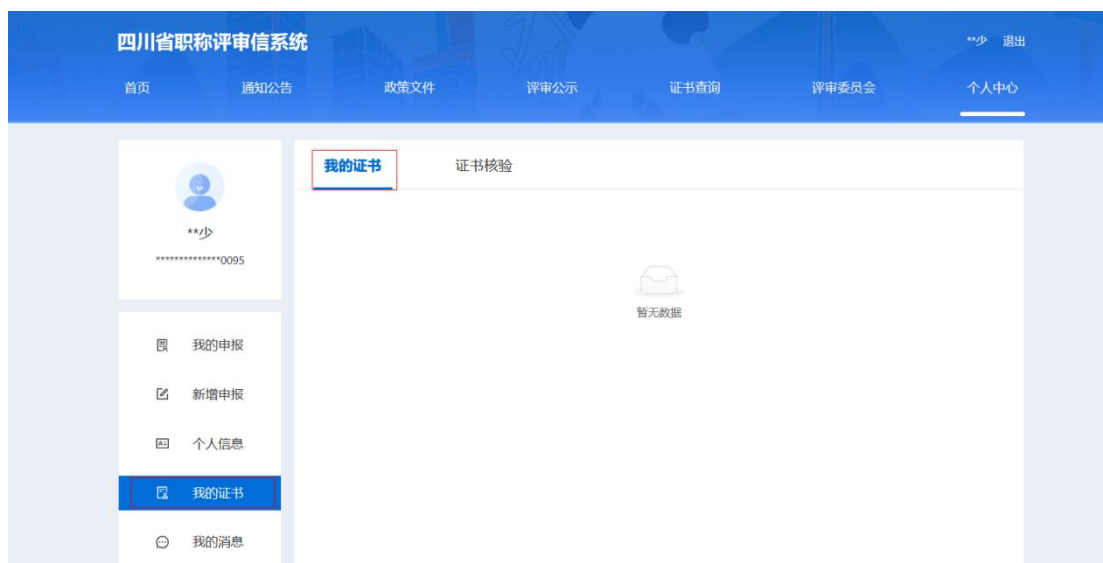 四川省职称评审信系统
**少 退出
首页 通知公告 政策文件 评审公示 证书查询 评审委员会 个人中心
我的证书 证书核验
**少
**************0095
暂无数据
我的申报
新增申报
个人信息
我的证书
我的消息